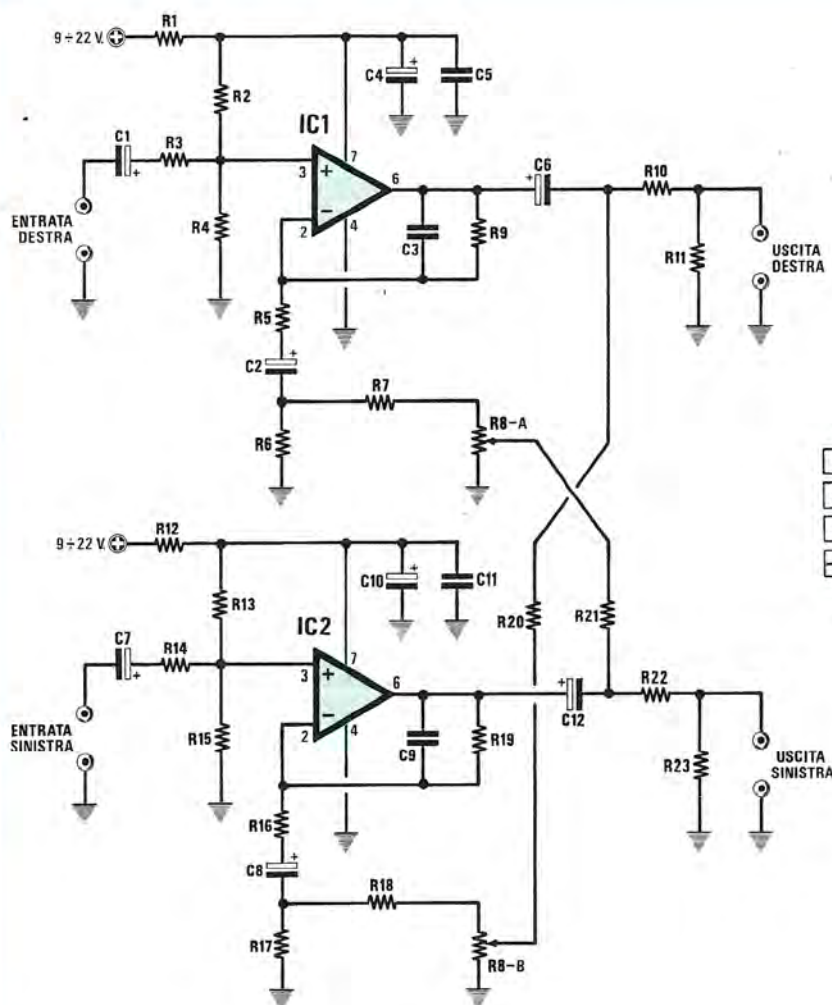 9÷22 V.
R1
R2
C4
C5
C1
R3
IC1
7
3
+
6
C6
R10
ENTRATA
DESTRA
R4
2
−
4
C3
R9
R11
USCITA
DESTRA
R5
C2
R7
R8-A
R6
9÷22 V.
R12
R13
C10
C11
C7
R14
IC2
7
3
+
6
R20
R21
C12
R22
ENTRATA
SINISTRA
R15
2
−
4
C9
R19
R23
USCITA
SINISTRA
R16
C8
R18
R17
R8-B